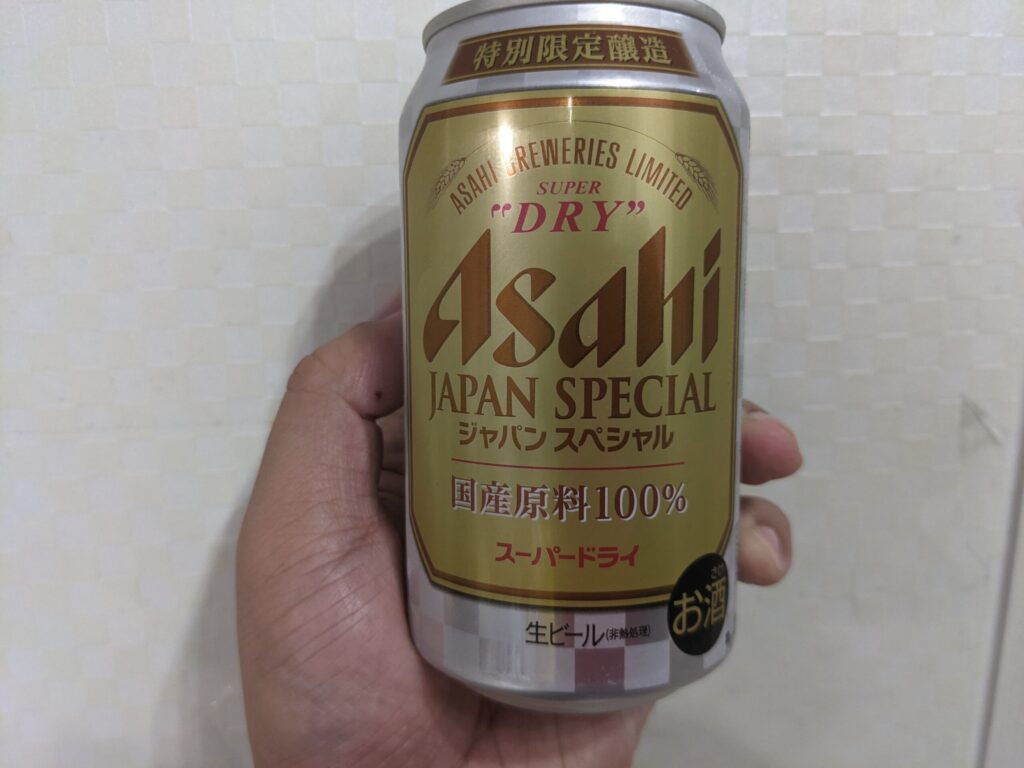 特別限定醸造
ASAHI BREWERIES LIMITED
SUPER
"DRY"
Asahi
JAPAN SPECIAL
ジャパン スペシャル
国産原料100%
スーパードライ
さけ
お酒
生ビール(非熱処理)